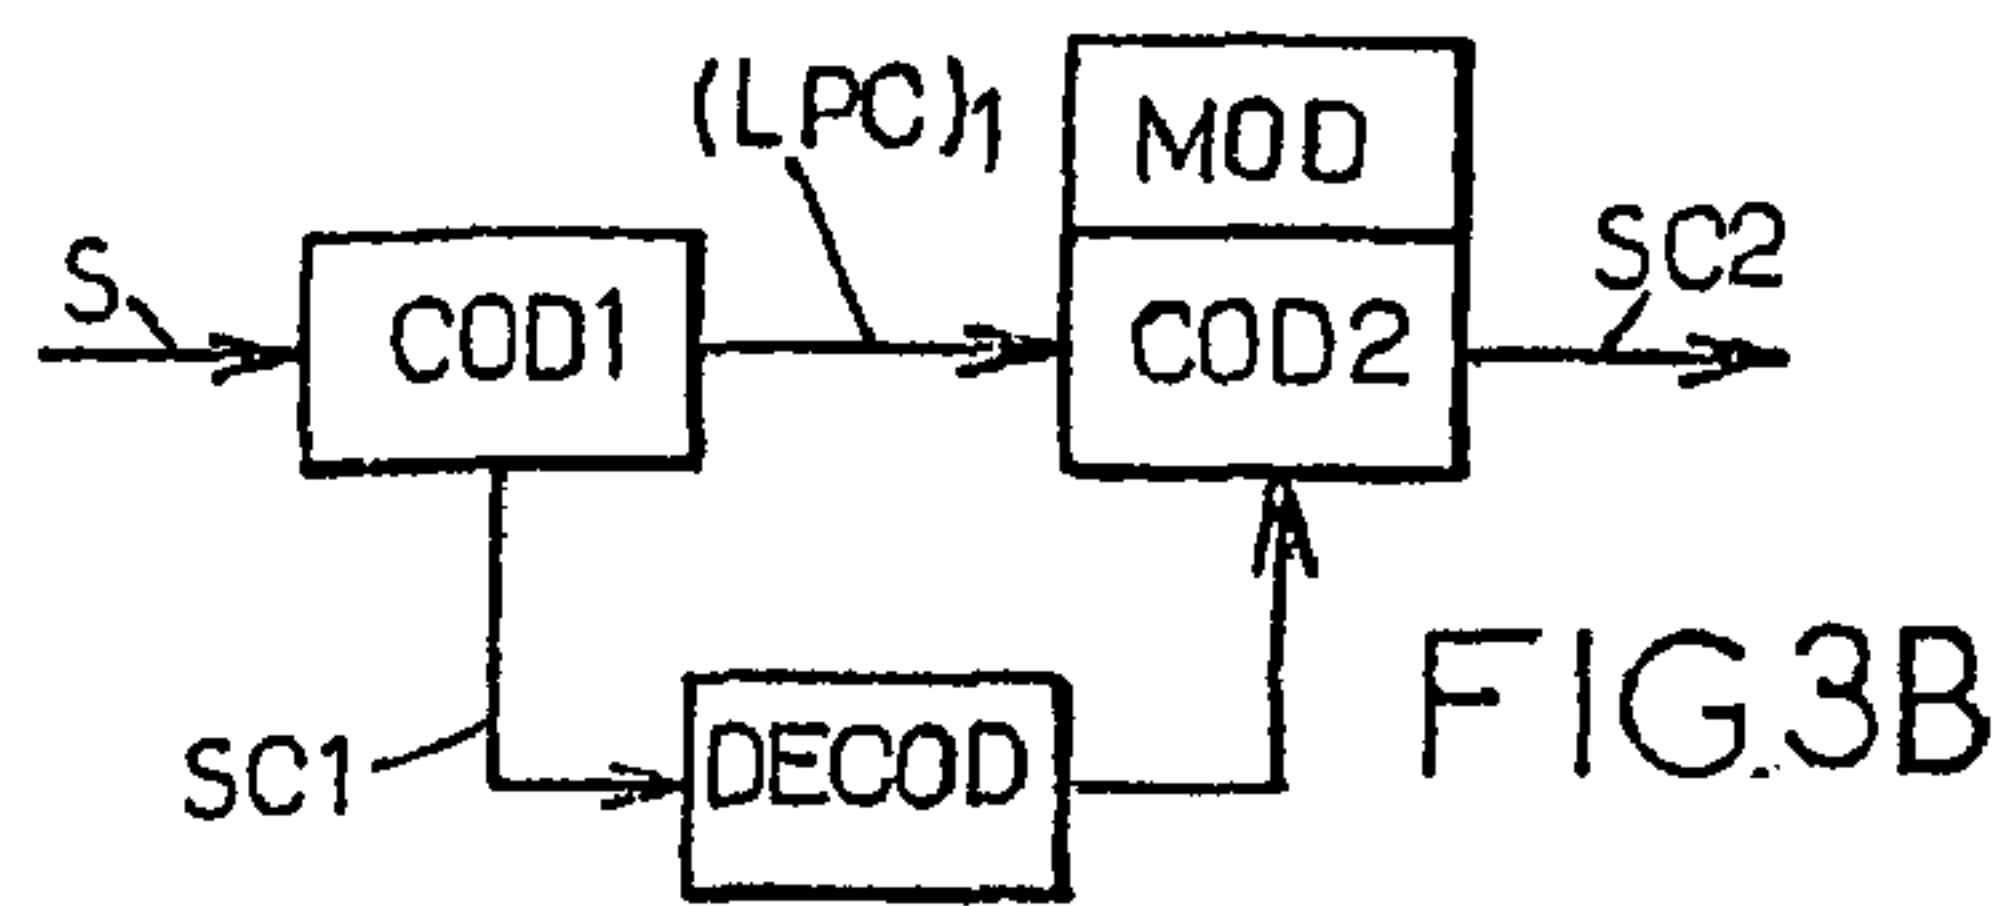 (LPC)1
MOD
S
COD1
COD2
SC2
SC1
DECOD
FIG.3B